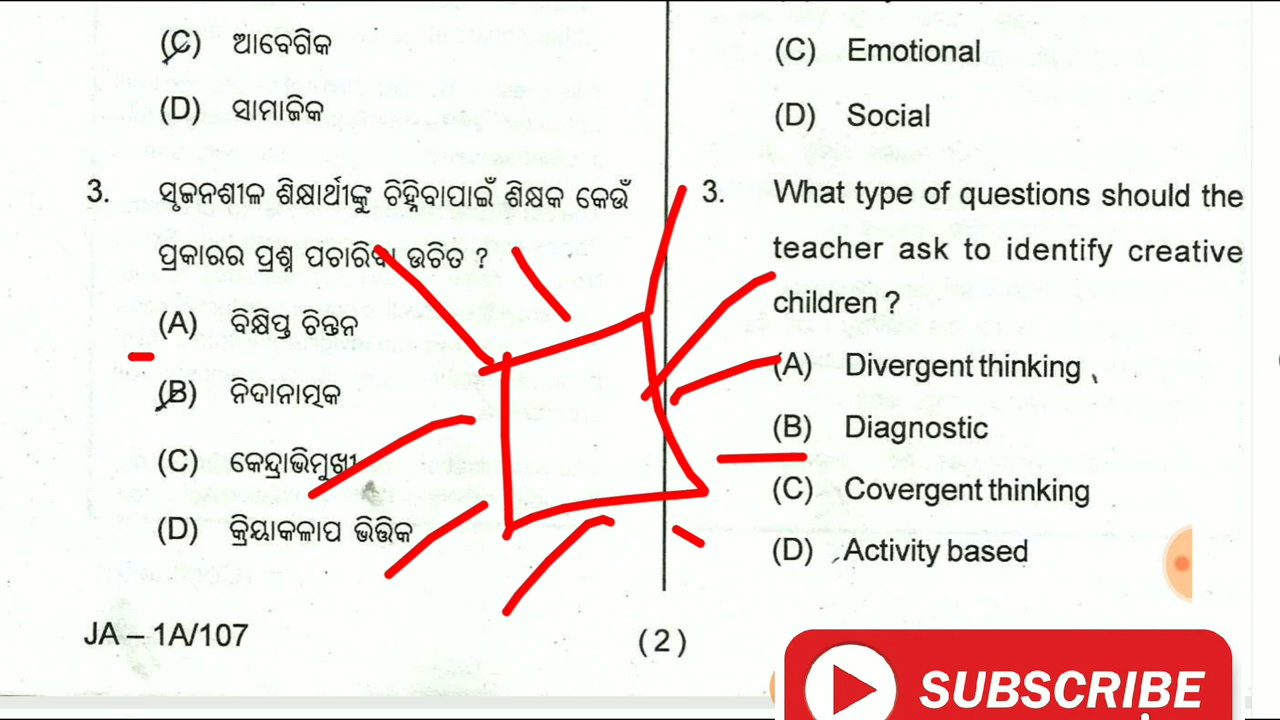 (C) ଆବେଗିକ
(D) ସାମାଜିକ
3. ସୃଜନଶୀଳ ଶିକ୍ଷାର୍ଥୀଙ୍କୁ ଚିହ୍ନିବାପାଇଁ ଶିକ୍ଷକ କେଉଁ
ପ୍ରକାରର ପ୍ରଶ୍ନ ପଚାରିବା ଉଚିତ ?
(A) ବିକ୍ଷିପ୍ତ ଚିନ୍ତନ
(B) ନିଦାନାତ୍ମକ
(C) କେନ୍ଦ୍ରାଭିମୁଖୀ
(D) କ୍ରିୟାକଳାପ ଭିତ୍ତିକ
JA – 1A/107
(C) Emotional
(D) Social
3. What type of questions should the
teacher ask to identify creative
children ?
(A) Divergent thinking
(B) Diagnostic
(C) Covergent thinking
(D) Activity based
( 2 )
SUBSCRIBE